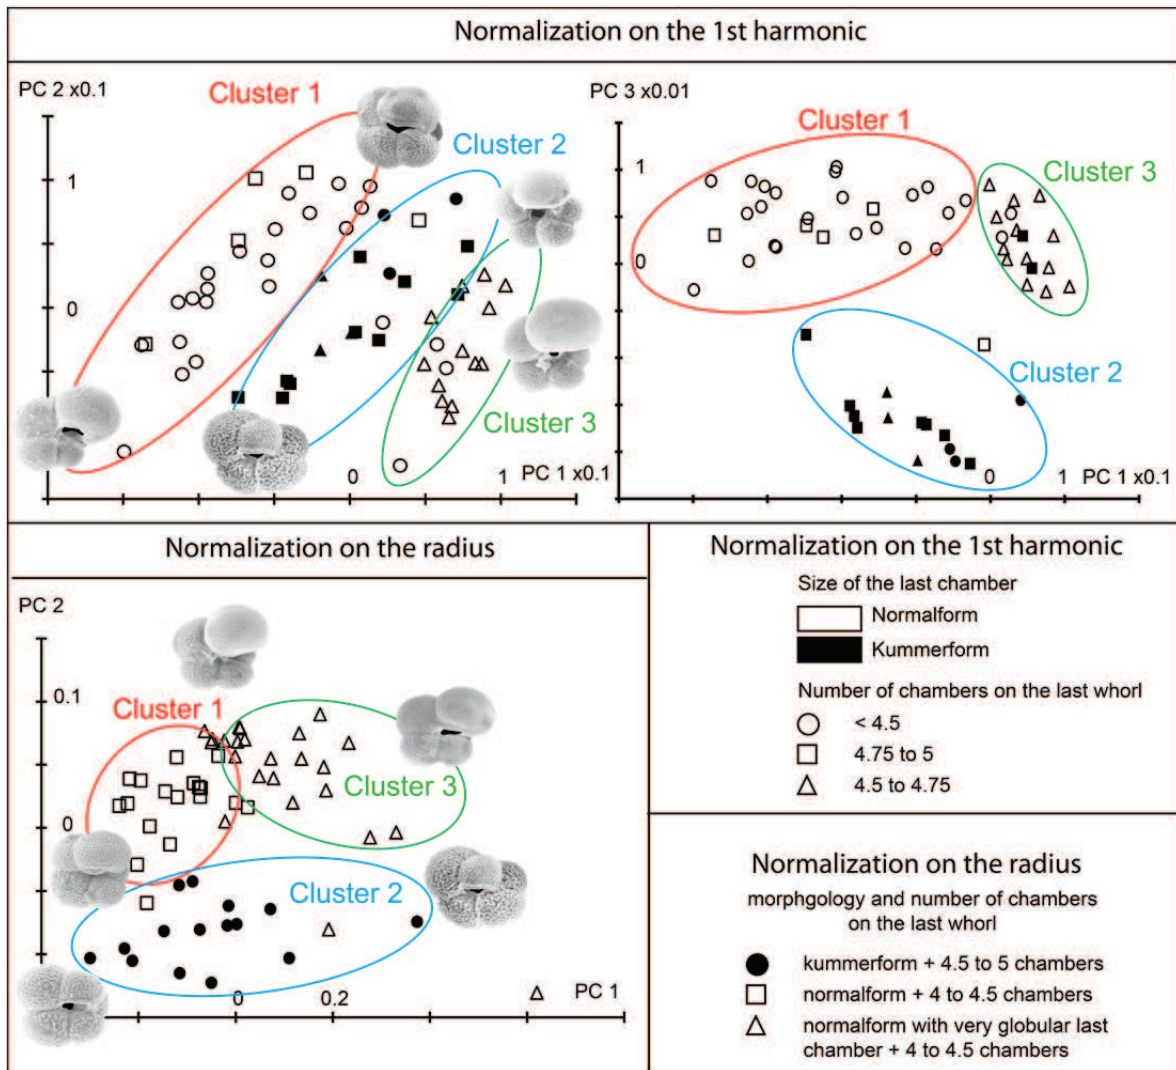 Normalization on the 1st harmonic
PC 2 x0.1
Cluster 1
Cluster 2
Cluster 3
1
0
0
1
PC 1 x0.1
PC 3 x0.01
Cluster 1
Cluster 3
Cluster 2
1
0
0
1
PC 1 x0.1
Normalization on the radius
PC 2
0.1
0
Cluster 1
Cluster 3
Cluster 2
0
0.2
PC 1
Normalization on the 1st harmonic
Size of the last chamber
Normalform
Kummerform
Number of chambers on the last whorl
< 4.5
4.75 to 5
4.5 to 4.75
Normalization on the radius
morphgology and number of chambers
on the last whorl
kummerform + 4.5 to 5 chambers
normalform + 4 to 4.5 chambers
normalform with very globular last
chamber + 4 to 4.5 chambers